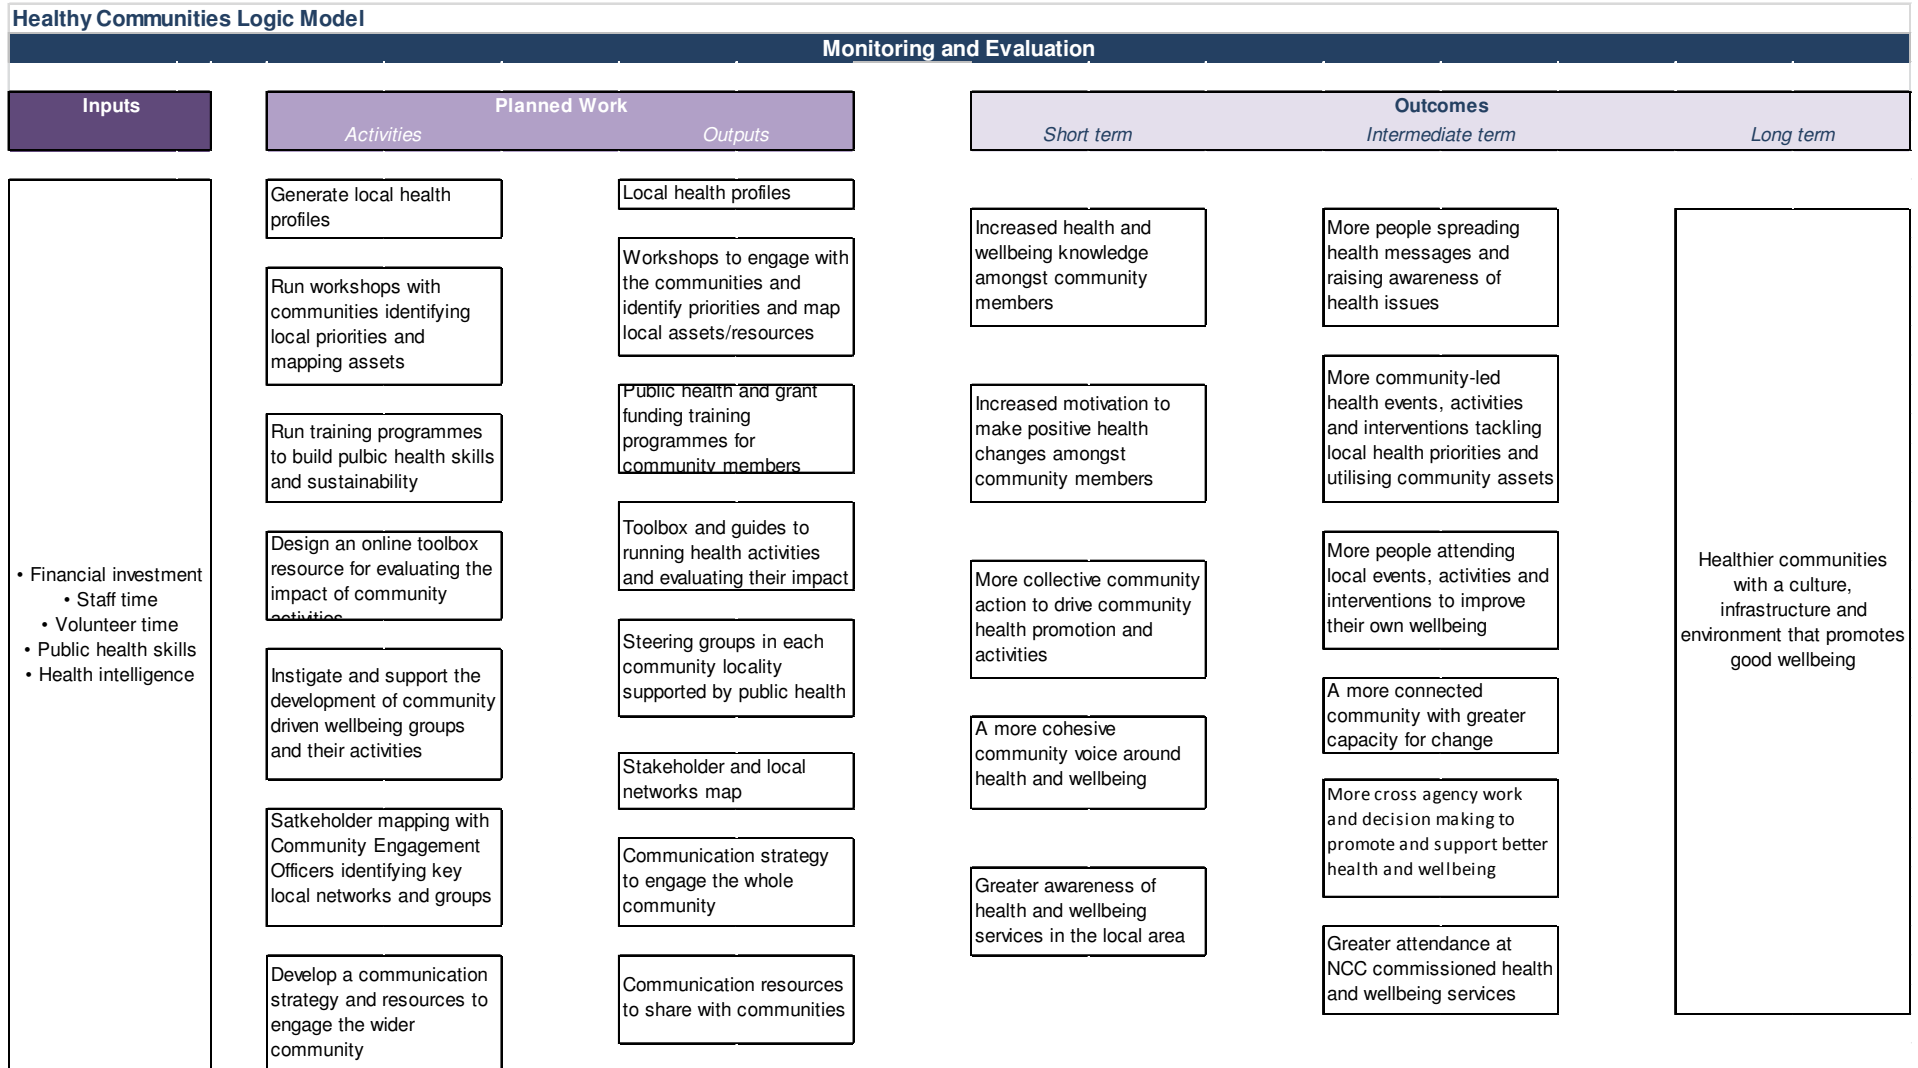 Healthy Communities Logic Model
Monitoring and Evaluation
Inputs
Planned Work
Activities
Outputs
Outcomes
Short term
Intermediate term
Long term
• Financial investment
• Staff time
• Volunteer time
• Public health skills
• Health intelligence
Generate local health
profiles
Run workshops with
communities identifying
local priorities and
mapping assets
Run training programmes
to build pulbic health skills
and sustainability
Design an online toolbox
resource for evaluating the
impact of community
activities
Instigate and support the
development of community
driven wellbeing groups
and their activities
Satkeholder mapping with
Community Engagement
Officers identifying key
local networks and groups
Develop a communication
strategy and resources to
engage the wider
community
Local health profiles
Workshops to engage with
the communities and
identify priorities and map
local assets/resources
Public health and grant
funding training
programmes for
community members
Toolbox and guides to
running health activities
and evaluating their impact
Steering groups in each
community locality
supported by public health
Stakeholder and local
networks map
Communication strategy
to engage the whole
community
Communication resources
to share with communities
Increased health and
wellbeing knowledge
amongst community
members
Increased motivation to
make positive health
changes amongst
community members
More collective community
action to drive community
health promotion and
activities
A more cohesive
community voice around
health and wellbeing
Greater awareness of
health and wellbeing
services in the local area
More people spreading
health messages and
raising awareness of
health issues
More community-led
health events, activities
and interventions tackling
local health priorities and
utilising community assets
More people attending
local events, activities and
interventions to improve
their own wellbeing
A more connected
community with greater
capacity for change
More cross agency work
and decision making to
promote and support better
health and wellbeing
Greater attendance at
NCC commissioned health
and wellbeing services
Healthier communities
with a culture,
infrastructure and
environment that promotes
good wellbeing